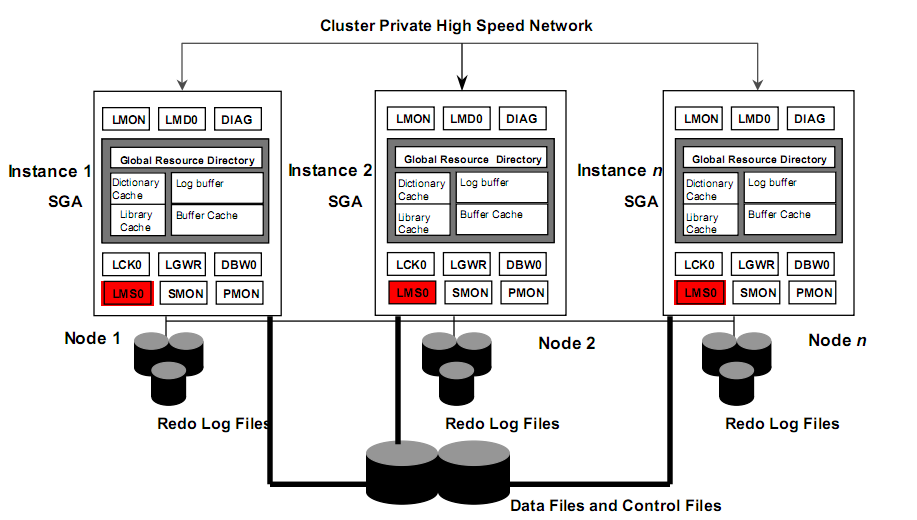 Cluster Private High Speed Network
LMON LMD0 DIAG
Global Resource Directory
Instance 1
SGA
Dictionary
Cache
Log buffer
Library
Cache
Buffer Cache
LCK0 LGWR DBW0
LMS0 SMON PMON
Node 1
Redo Log Files
LMON LMD0 DIAG
Global Resource Directory
Instance 2
SGA
Dictionary
Cache
Log buffer
Library
Cache
Buffer Cache
LCK0 LGWR DBW0
LMS0 SMON PMON
Node 2
Redo Log Files
LMON LMD0 DIAG
Global Resource Directory
Instance n
SGA
Dictionary
Cache
Log buffer
Library
Cache
Buffer Cache
LCK0 LGWR DBW0
LMS0 SMON PMON
Node n
Redo Log Files
Data Files and Control Files